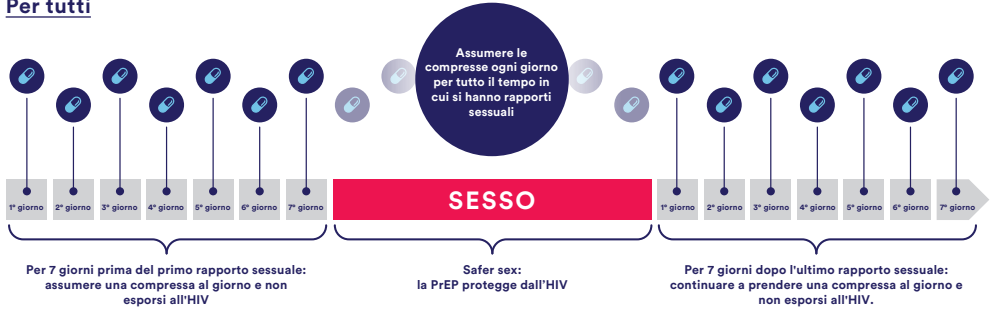 Per tutti
Assumere le
compresse ogni giorno
per tutto il tempo in
cui si hanno rapporti
sessuali
1° giorno
2° giorno
3° giorno
4° giorno
5° giorno
6° giorno
7° giorno
SESSO
1° giorno
2° giorno
3° giorno
4° giorno
5° giorno
6° giorno
7° giorno
Per 7 giorni prima del primo rapporto sessuale:
assumere una compressa al giorno e non
esporsi all'HIV
Safer sex:
la PrEP protegge dall’HIV
Per 7 giorni dopo l'ultimo rapporto sessuale:
continuare a prendere una compressa al giorno e
non esporsi all'HIV.